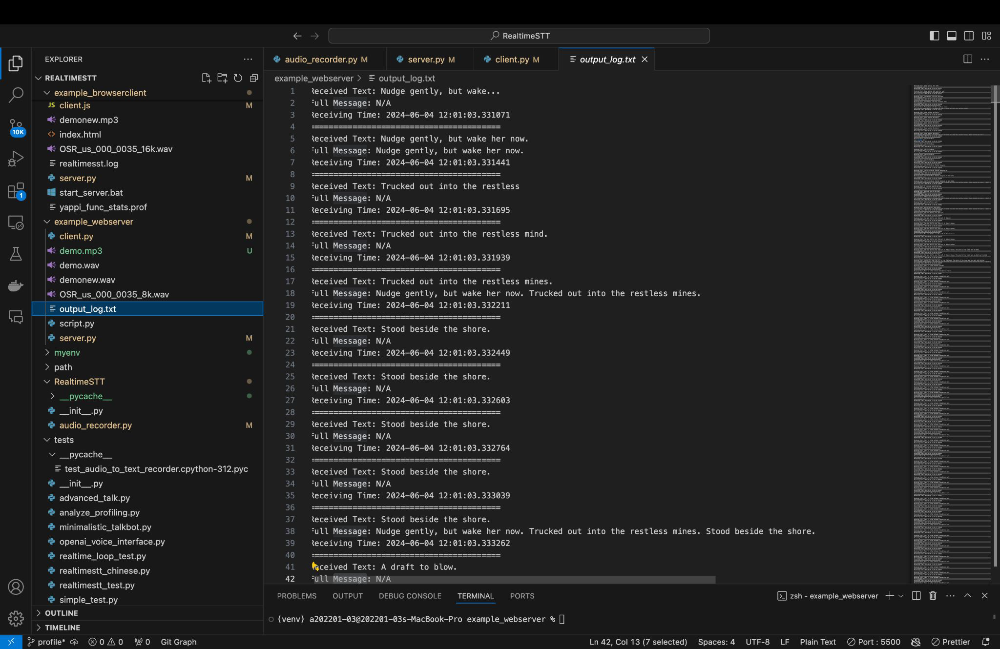 RealtimeSTT
EXPLORER
REALTIMESTT
example_browserclient
JS client.js M
demonew.mp3
<> index.html
OSR_us_000_0035_16k.wav
realtimesst.log
server.py M
start_server.bat
yappi_func_stats.prof
example_webserver
client.py M
demo.mp3 U
demo.wav
demonew.wav
OSR_us_000_0035_8k.wav
output_log.txt
script.py
server.py M
myenv
path
RealtimeSTT
__pycache__
__init__.py
audio_recorder.py M
tests
__pycache__
test_audio_to_text_recorder.cpython-312.pyc
__init__.py
advanced_talk.py
analyze_profiling.py
minimalistic_talkbot.py
openai_voice_interface.py
realtime_loop_test.py
realtimestt_chinese.py
realtimestt_test.py
simple_test.py
OUTLINE
TIMELINE
10K
1
audio_recorder.py M
server.py M
client.py M
output_log.txt
example_webserver > output_log.txt
1 Received Text: Nudge gently, but wake...
2 Full Message: N/A
3 Receiving Time: 2024-06-04 12:01:03.331071
4 ========================================
5 Received Text: Nudge gently, but wake her now.
6 Full Message: Nudge gently, but wake her now.
7 Receiving Time: 2024-06-04 12:01:03.331441
8 ========================================
9 Received Text: Trucked out into the restless
10 Full Message: N/A
11 Receiving Time: 2024-06-04 12:01:03.331695
12 ========================================
13 Received Text: Trucked out into the restless mind.
14 Full Message: N/A
15 Receiving Time: 2024-06-04 12:01:03.331939
16 ========================================
17 Received Text: Trucked out into the restless mines.
18 Full Message: Nudge gently, but wake her now. Trucked out into the restless mines.
19 Receiving Time: 2024-06-04 12:01:03.332211
20 ========================================
21 Received Text: Stood beside the shore.
22 Full Message: N/A
23 Receiving Time: 2024-06-04 12:01:03.332449
24 ========================================
25 Received Text: Stood beside the shore.
26 Full Message: N/A
27 Receiving Time: 2024-06-04 12:01:03.332603
28 ========================================
29 Received Text: Stood beside the shore.
30 Full Message: N/A
31 Receiving Time: 2024-06-04 12:01:03.332764
32 ========================================
33 Received Text: Stood beside the shore.
34 Full Message: N/A
35 Receiving Time: 2024-06-04 12:01:03.333039
36 ========================================
37 Received Text: Stood beside the shore.
38 Full Message: Nudge gently, but wake her now. Trucked out into the restless mines. Stood beside the shore.
39 Receiving Time: 2024-06-04 12:01:03.333262
40 ========================================
41 Received Text: A draft to blow.
42 Full Message: N/A
PROBLEMS OUTPUT DEBUG CONSOLE TERMINAL PORTS
zsh - example_webserver
(venv) a202201-03@202201-03s-MacBook-Pro example_webserver %
profile* 0 0 0 Git Graph
Ln 42, Col 13 (7 selected) Spaces: 4 UTF-8 LF Plain Text Port : 5500 Prettier